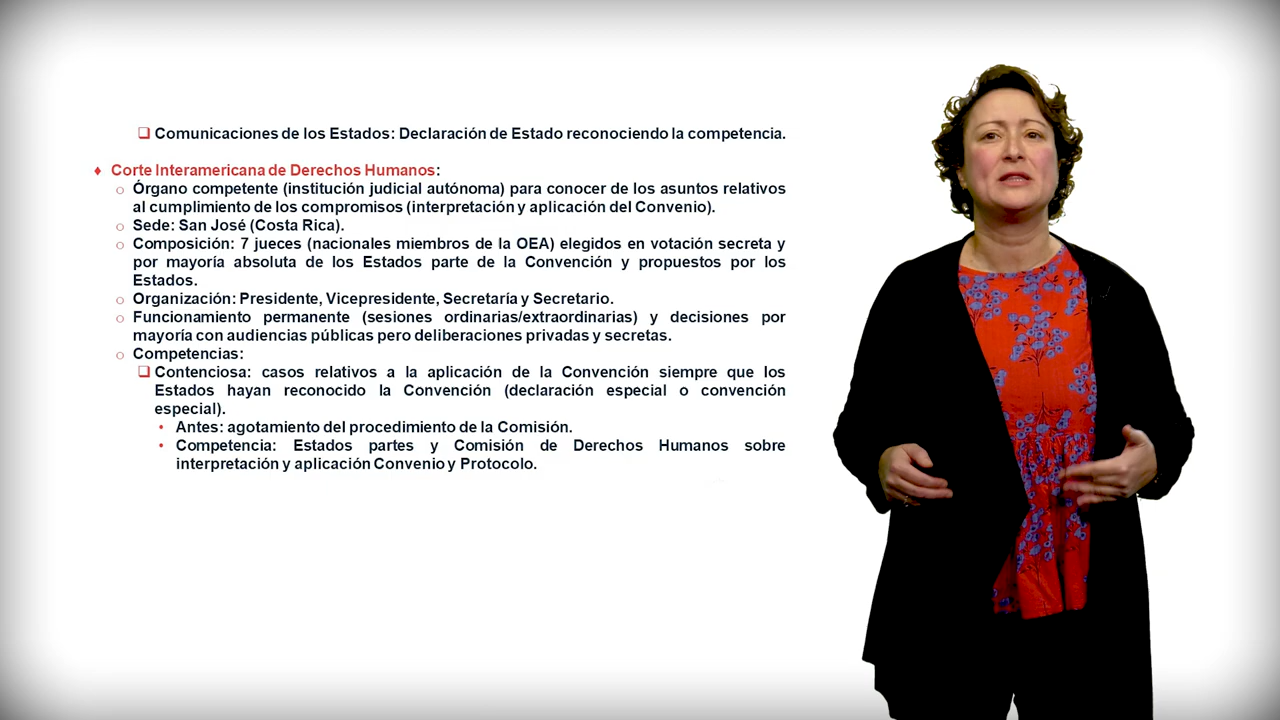 ❑ Comunicaciones de los Estados: Declaración de Estado reconociendo la competencia.
♦ Corte Interamericana de Derechos Humanos:
○ Órgano competente (institución judicial autónoma) para conocer de los asuntos relativos
al cumplimiento de los compromisos (interpretación y aplicación del Convenio).
○ Sede: San José (Costa Rica).
○ Composición: 7 jueces (nacionales miembros de la OEA) elegidos en votación secreta y
por mayoría absoluta de los Estados parte de la Convención y propuestos por los
Estados.
○ Organización: Presidente, Vicepresidente, Secretaría y Secretario.
○ Funcionamiento permanente (sesiones ordinarias/extraordinarias) y decisiones por
mayoría con audiencias públicas pero deliberaciones privadas y secretas.
○ Competencias:
❑ Contenciosa: casos relativos a la aplicación de la Convención siempre que los
Estados hayan reconocido la Convención (declaración especial o convención
especial).
• Antes: agotamiento del procedimiento de la Comisión.
• Competencia: Estados partes y Comisión de Derechos Humanos sobre
interpretación y aplicación Convenio y Protocolo.